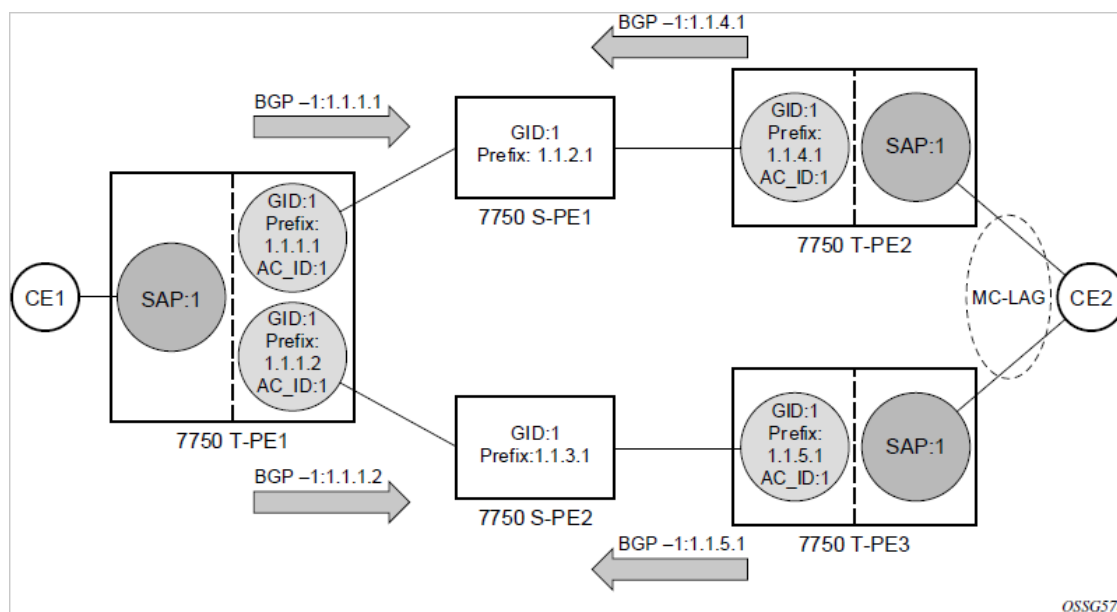 BGP –1:1.1.4.1
BGP –1:1.1.1.1
GID:1
Prefix: 1.1.2.1
7750 S-PE1
GID:1
Prefix:
1.1.4.1
AC_ID:1
SAP:1
7750 T-PE2
CE1
SAP:1
GID:1
Prefix:
1.1.1.1
AC_ID:1
GID:1
Prefix:
1.1.1.2
AC_ID:1
7750 T-PE1
MC-LAG
CE2
GID:1
Prefix:1.1.3.1
7750 S-PE2
GID:1
Prefix:
1.1.5.1
AC_ID:1
SAP:1
7750 T-PE3
BGP –1:1.1.1.2
BGP –1:1.1.5.1
OSSG57